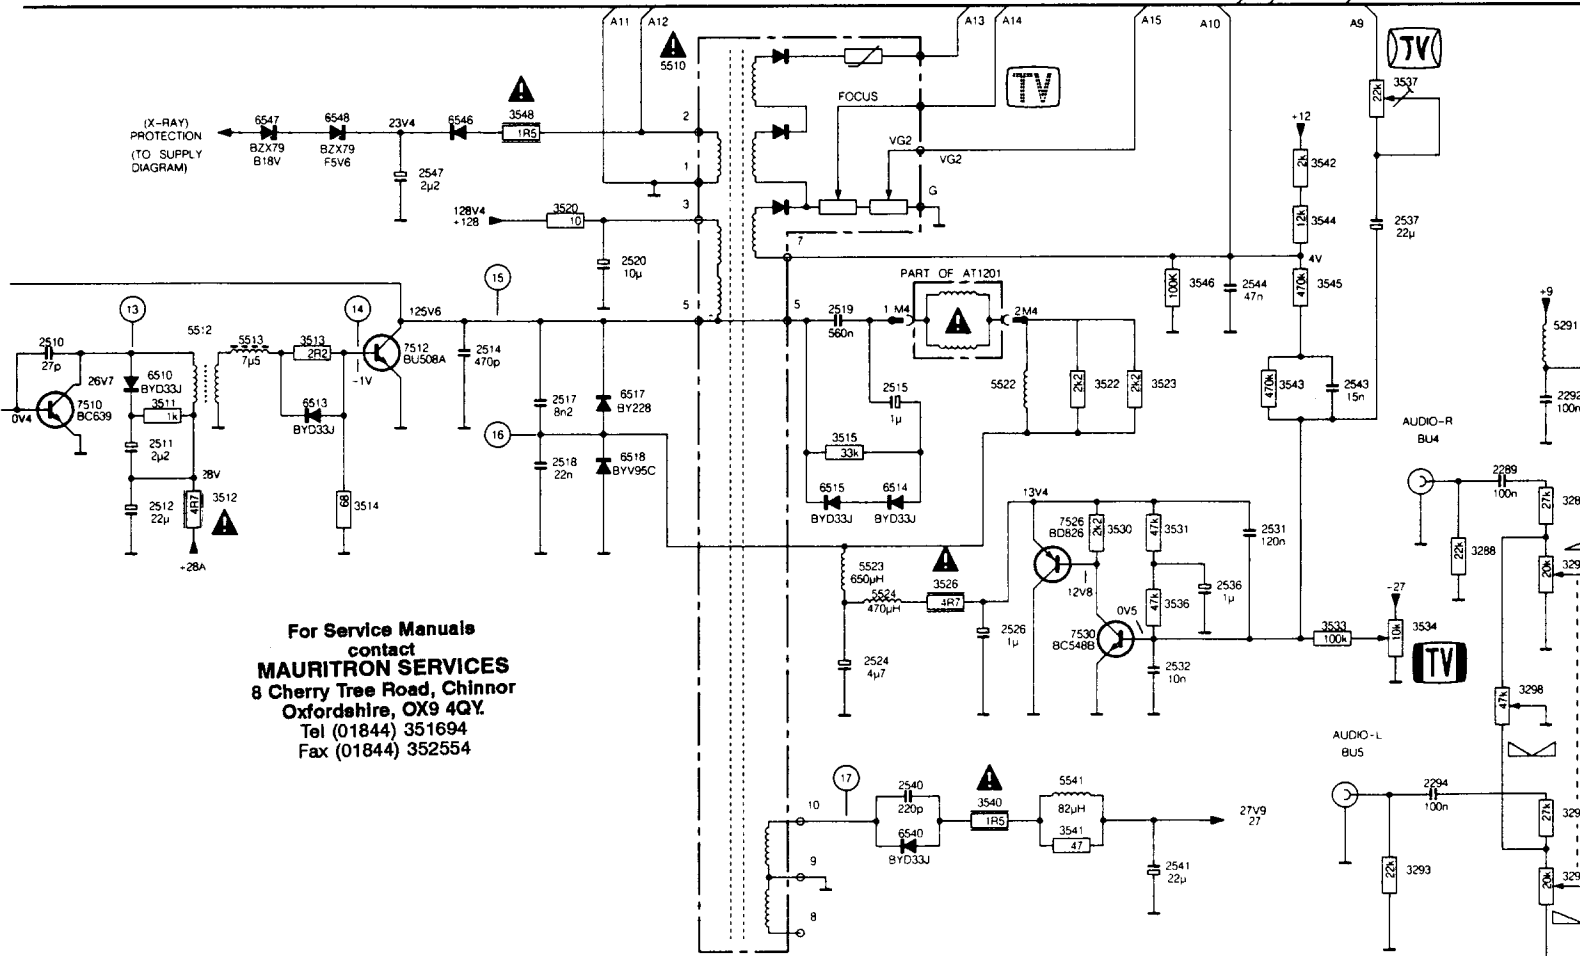 A11
A12
A13
A14
A15
A10
A9
5510
TV
3537
22k
TV
FOCUS
(X-RAY)
PROTECTION
(TO SUPPLY
DIAGRAM)
6547
BZX79
B18V
6548
BZX79
F5V6
23V4
6546
3548
1R5
2547
2µ2
2
1
3
VG2
VG2
G
+12
2k
3542
12k
3544
2537
22µ
4V
128V4
+128
3520
10
2520
10µ
7
100K
3546
2544
47n
470k
3545
PART OF AT1201
15
5
5
2519
560n
1 M4
2 M4
+9
5291
13
14
125V6
2510
27p
26V7
5512
5513
7µ5
3513
2R2
-1V
7512
BU508A
2514
470p
6510
BYD33J
0V4
7510
BC639
3511
1k
6513
BYD33J
2511
2µ2
28V
2512
22µ
4R7
3512
+28A
68
3514
2517
8n2
6517
BY228
16
2518
22n
6518
BYV95C
2515
1µ
3515
33k
6515
BYD33J
6514
BYD33J
5522
2k2
3522
2k2
3523
470k
3543
2543
15n
2292
100n
AUDIO-R
BU4
2289
100n
27k
22k
3288
20k
13V4
7526
BD826
2k2
3530
47k
3531
2531
120n
12V8
47k
3536
2536
1µ
0V5
7530
BC548B
2532
10n
5523
650µH
5524
470µH
3526
4R7
2526
1µ
2524
4µ7
3533
100k
-27
10k
3534
TV
47k
3298
For Service Manuals
contact
MAURITRON SERVICES
8 Cherry Tree Road, Chinnor
Oxfordshire, OX9 4QY.
Tel (01844) 351694
Fax (01844) 352554
AUDIO-L
BU5
2294
100n
27k
22k
3293
20k
10
9
8
17
2540
220p
6540
BYD33J
3540
1R5
5541
82µH
3541
47
27V9
27
2541
22µ